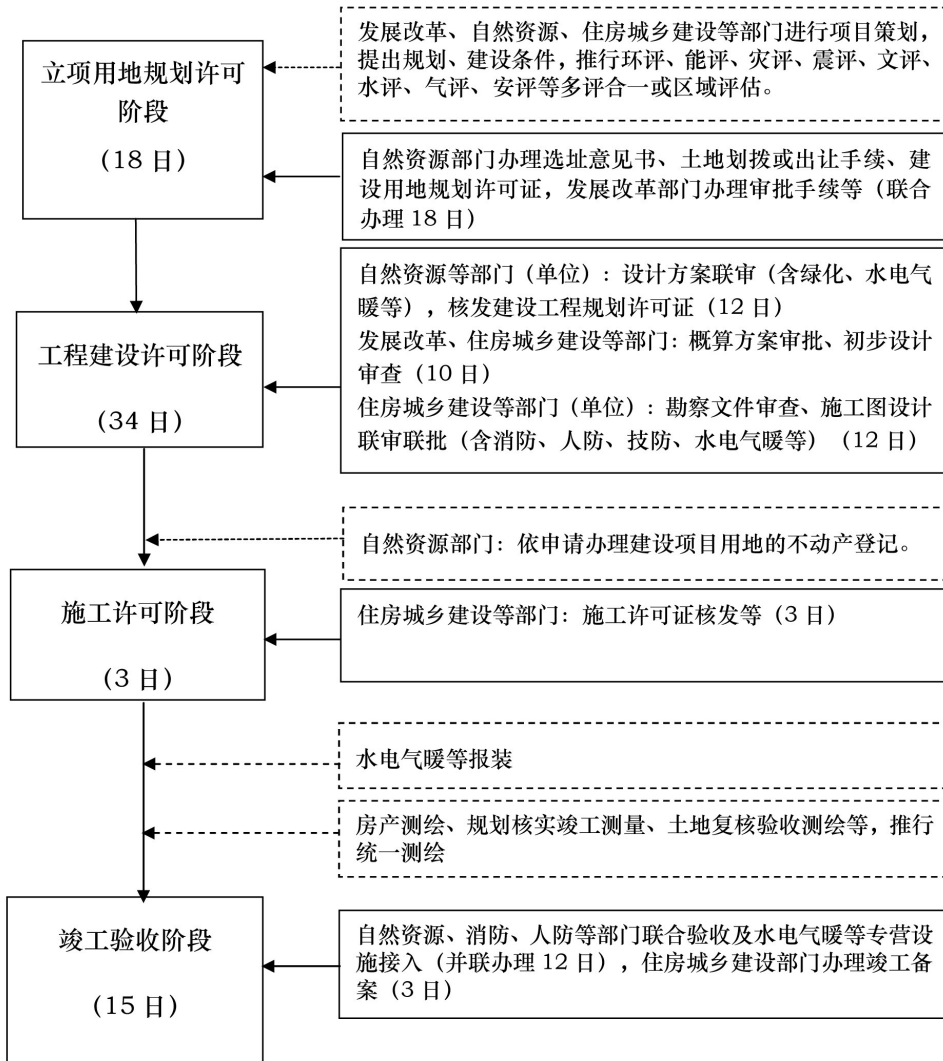 发展改革、自然资源、住房城乡建设等部门进行项目策划，
提出规划、建设条件，推行环评、能评、灾评、震评、文评、
水评、气评、安评等多评合一或区域评估。
立项用地规划许可
阶段
（18 日）
自然资源部门办理选址意见书、土地划拨或出让手续、建
设用地规划许可证，发展改革部门办理审批手续等（联合
办理 18 日）
自然资源等部门（单位）：设计方案联审（含绿化、水电气
暖等），核发建设工程规划许可证（12 日）
发展改革、住房城乡建设等部门：概算方案审批、初步设计
审查（10 日）
住房城乡建设等部门（单位）：勘察文件审查、施工图设计
联审联批（含消防、人防、技防、水电气暖等）（12 日）
工程建设许可阶段
（34 日）
自然资源部门：依申请办理建设项目用地的不动产登记。
施工许可阶段
（3 日）
住房城乡建设等部门：施工许可证核发等（3 日）
水电气暖等报装
房产测绘、规划核实竣工测量、土地复核验收测绘等，推行
统一测绘
竣工验收阶段
（15 日）
自然资源、消防、人防等部门联合验收及水电气暖等专营设
施接入（并联办理 12 日），住房城乡建设部门办理竣工备
案（3 日）